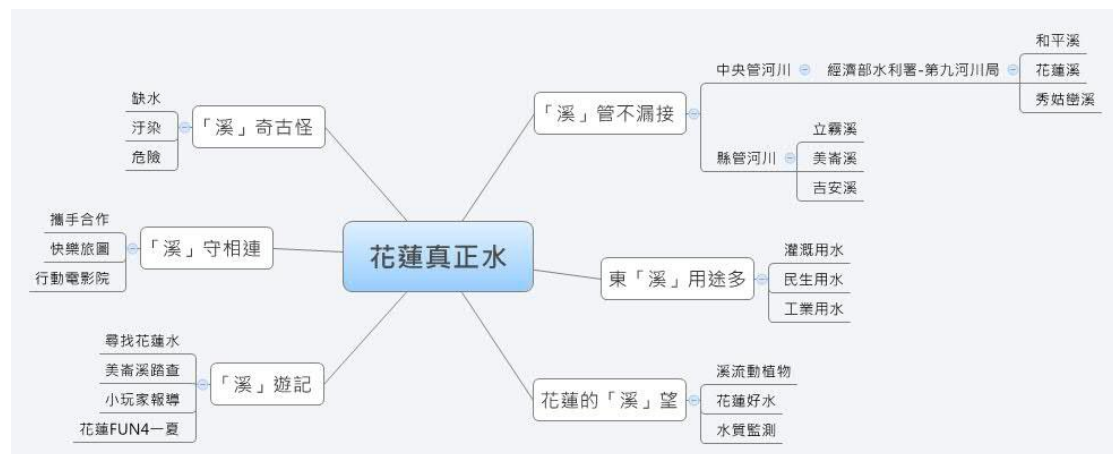 花蓮真正水
「溪」管不漏接
中央管河川
經濟部水利署-第九河川局
和平溪
花蓮溪
秀姑巒溪
縣管河川
立霧溪
美崙溪
吉安溪
東「溪」用途多
灌溉用水
民生用水
工業用水
花蓮的「溪」望
溪流動植物
花蓮好水
水質監測
「溪」奇古怪
缺水
汙染
危險
「溪」守相連
攜手合作
快樂旅圖
行動電影院
「溪」遊記
尋找花蓮水
美崙溪踏查
小玩家報導
花蓮FUN4一夏